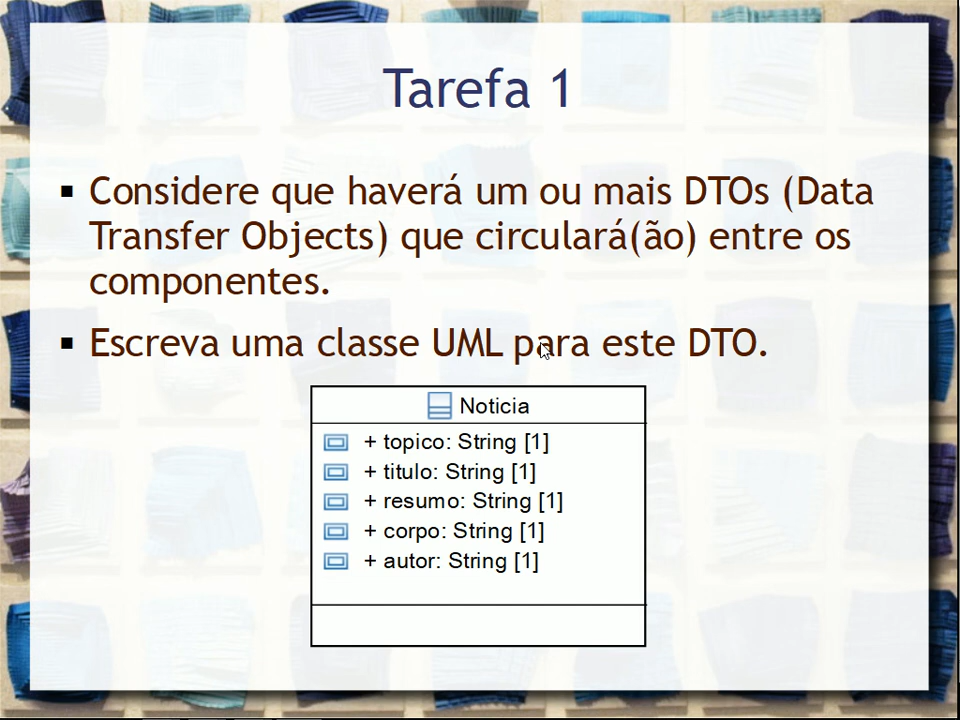 Tarefa 1
Considere que haverá um ou mais DTOs (Data
Transfer Objects) que circulará(ão) entre os
componentes.
Escreva uma classe UML para este DTO.
Noticia
+ topico: String [1]
+ titulo: String [1]
+ resumo: String [1]
+ corpo: String [1]
+ autor: String [1]